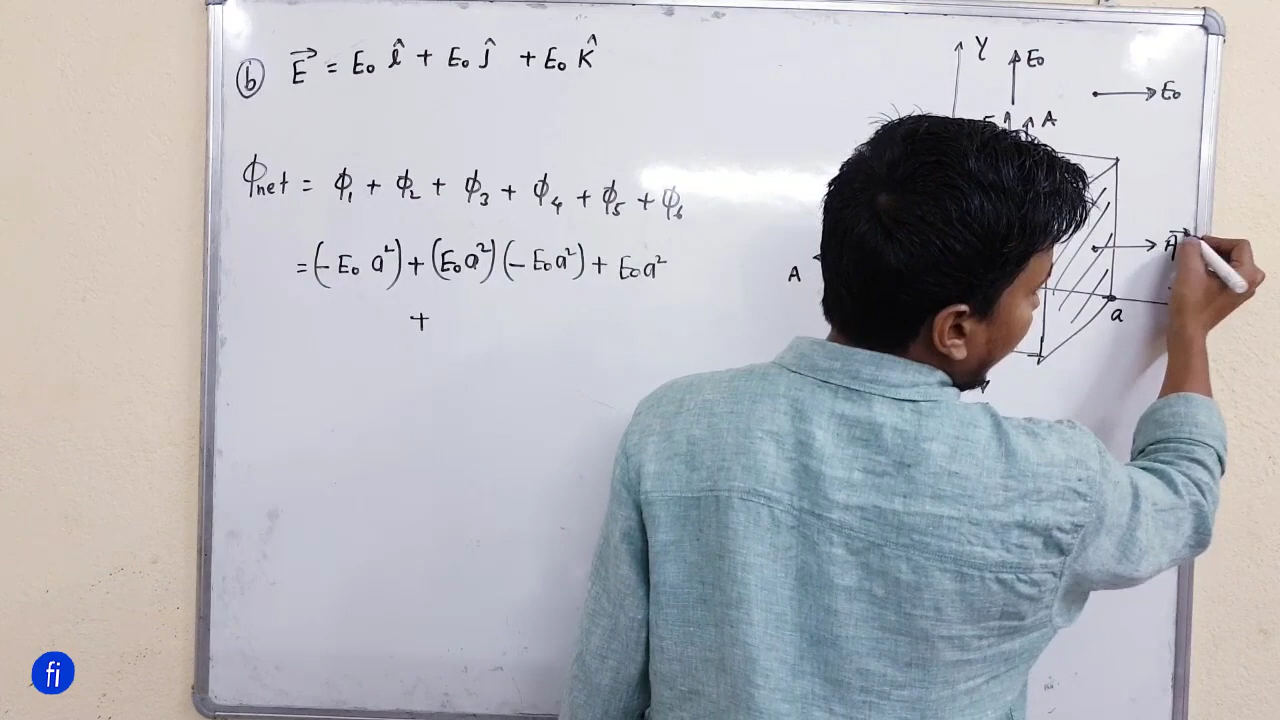 ⓑ E⃗ = E₀ î + E₀ ĵ + E₀ k̂
ϕnet = ϕ₁ + ϕ₂ + ϕ₃ + ϕ₄ + ϕ₅ + ϕ₆
= (- E₀ a²) + (E₀a²) (- E₀a²) + E₀a²
+
Y
E₀
E₀
A
A
A
a
fi